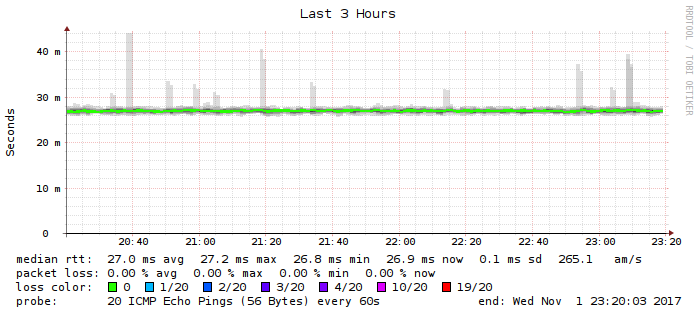 Last 3 Hours
RRDTOOL / TOBI OETIKER
Seconds
40 m
30 m
20 m
10 m
0
20:40 21:00 21:20 21:40 22:00 22:20 22:40 23:00 23:20
median rtt: 27.0 ms avg 27.2 ms max 26.8 ms min 26.9 ms now 0.1 ms sd 265.1 am/s
packet loss: 0.00 % avg 0.00 % max 0.00 % min 0.00 % now
loss color: 0 1/20 2/20 3/20 4/20 10/20 19/20
probe: 20 ICMP Echo Pings (56 Bytes) every 60s end: Wed Nov 1 23:20:03 2017